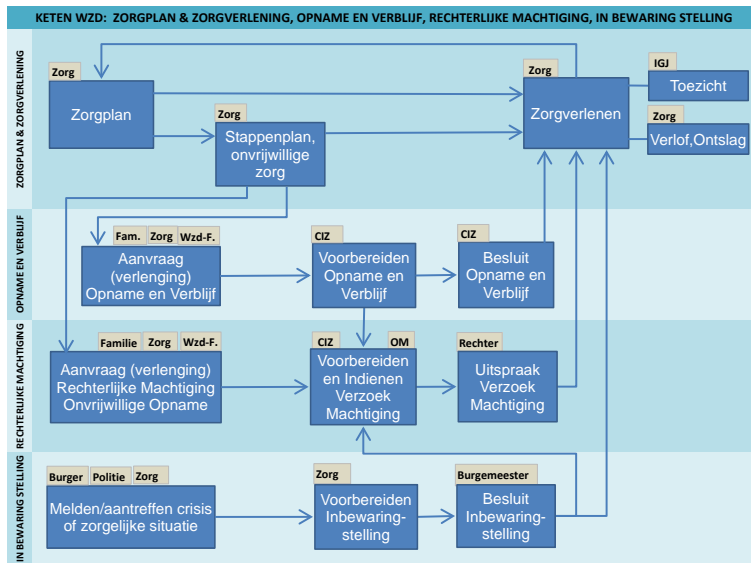 KETEN WZD: ZORGPLAN & ZORGVERLENING, OPNAME EN VERBLIJF, RECHTERLIJKE MACHTIGING, IN BEWARING STELLING
ZORGPLAN & ZORGVERLENING
Zorg
Zorgplan
Zorg
Stappenplan,
onvrijwillige
zorg
Zorg
Zorgverlenen
IGJ
Toezicht
Zorg
Verlof,Ontslag
OPNAME EN VERBLIJF
Fam. Zorg Wzd-F.
Aanvraag
(verlenging)
Opname en Verblijf
CIZ
Voorbereiden
Opname en
Verblijf
CIZ
Besluit
Opname en
Verblijf
RECHTERLIJKE MACHTIGING
Familie Zorg Wzd-F.
Aanvraag (verlenging)
Rechterlijke Machtiging
Onvrijwillige Opname
CIZ OM
Voorbereiden
en Indienen
Verzoek
Machtiging
Rechter
Uitspraak
Verzoek
Machtiging
IN BEWARING STELLING
Burger Politie Zorg
Melden/aantreffen crisis
of zorgelijke situatie
Zorg
Voorbereiden
Inbewaring-
stelling
Burgemeester
Besluit
Inbewaring-
stelling